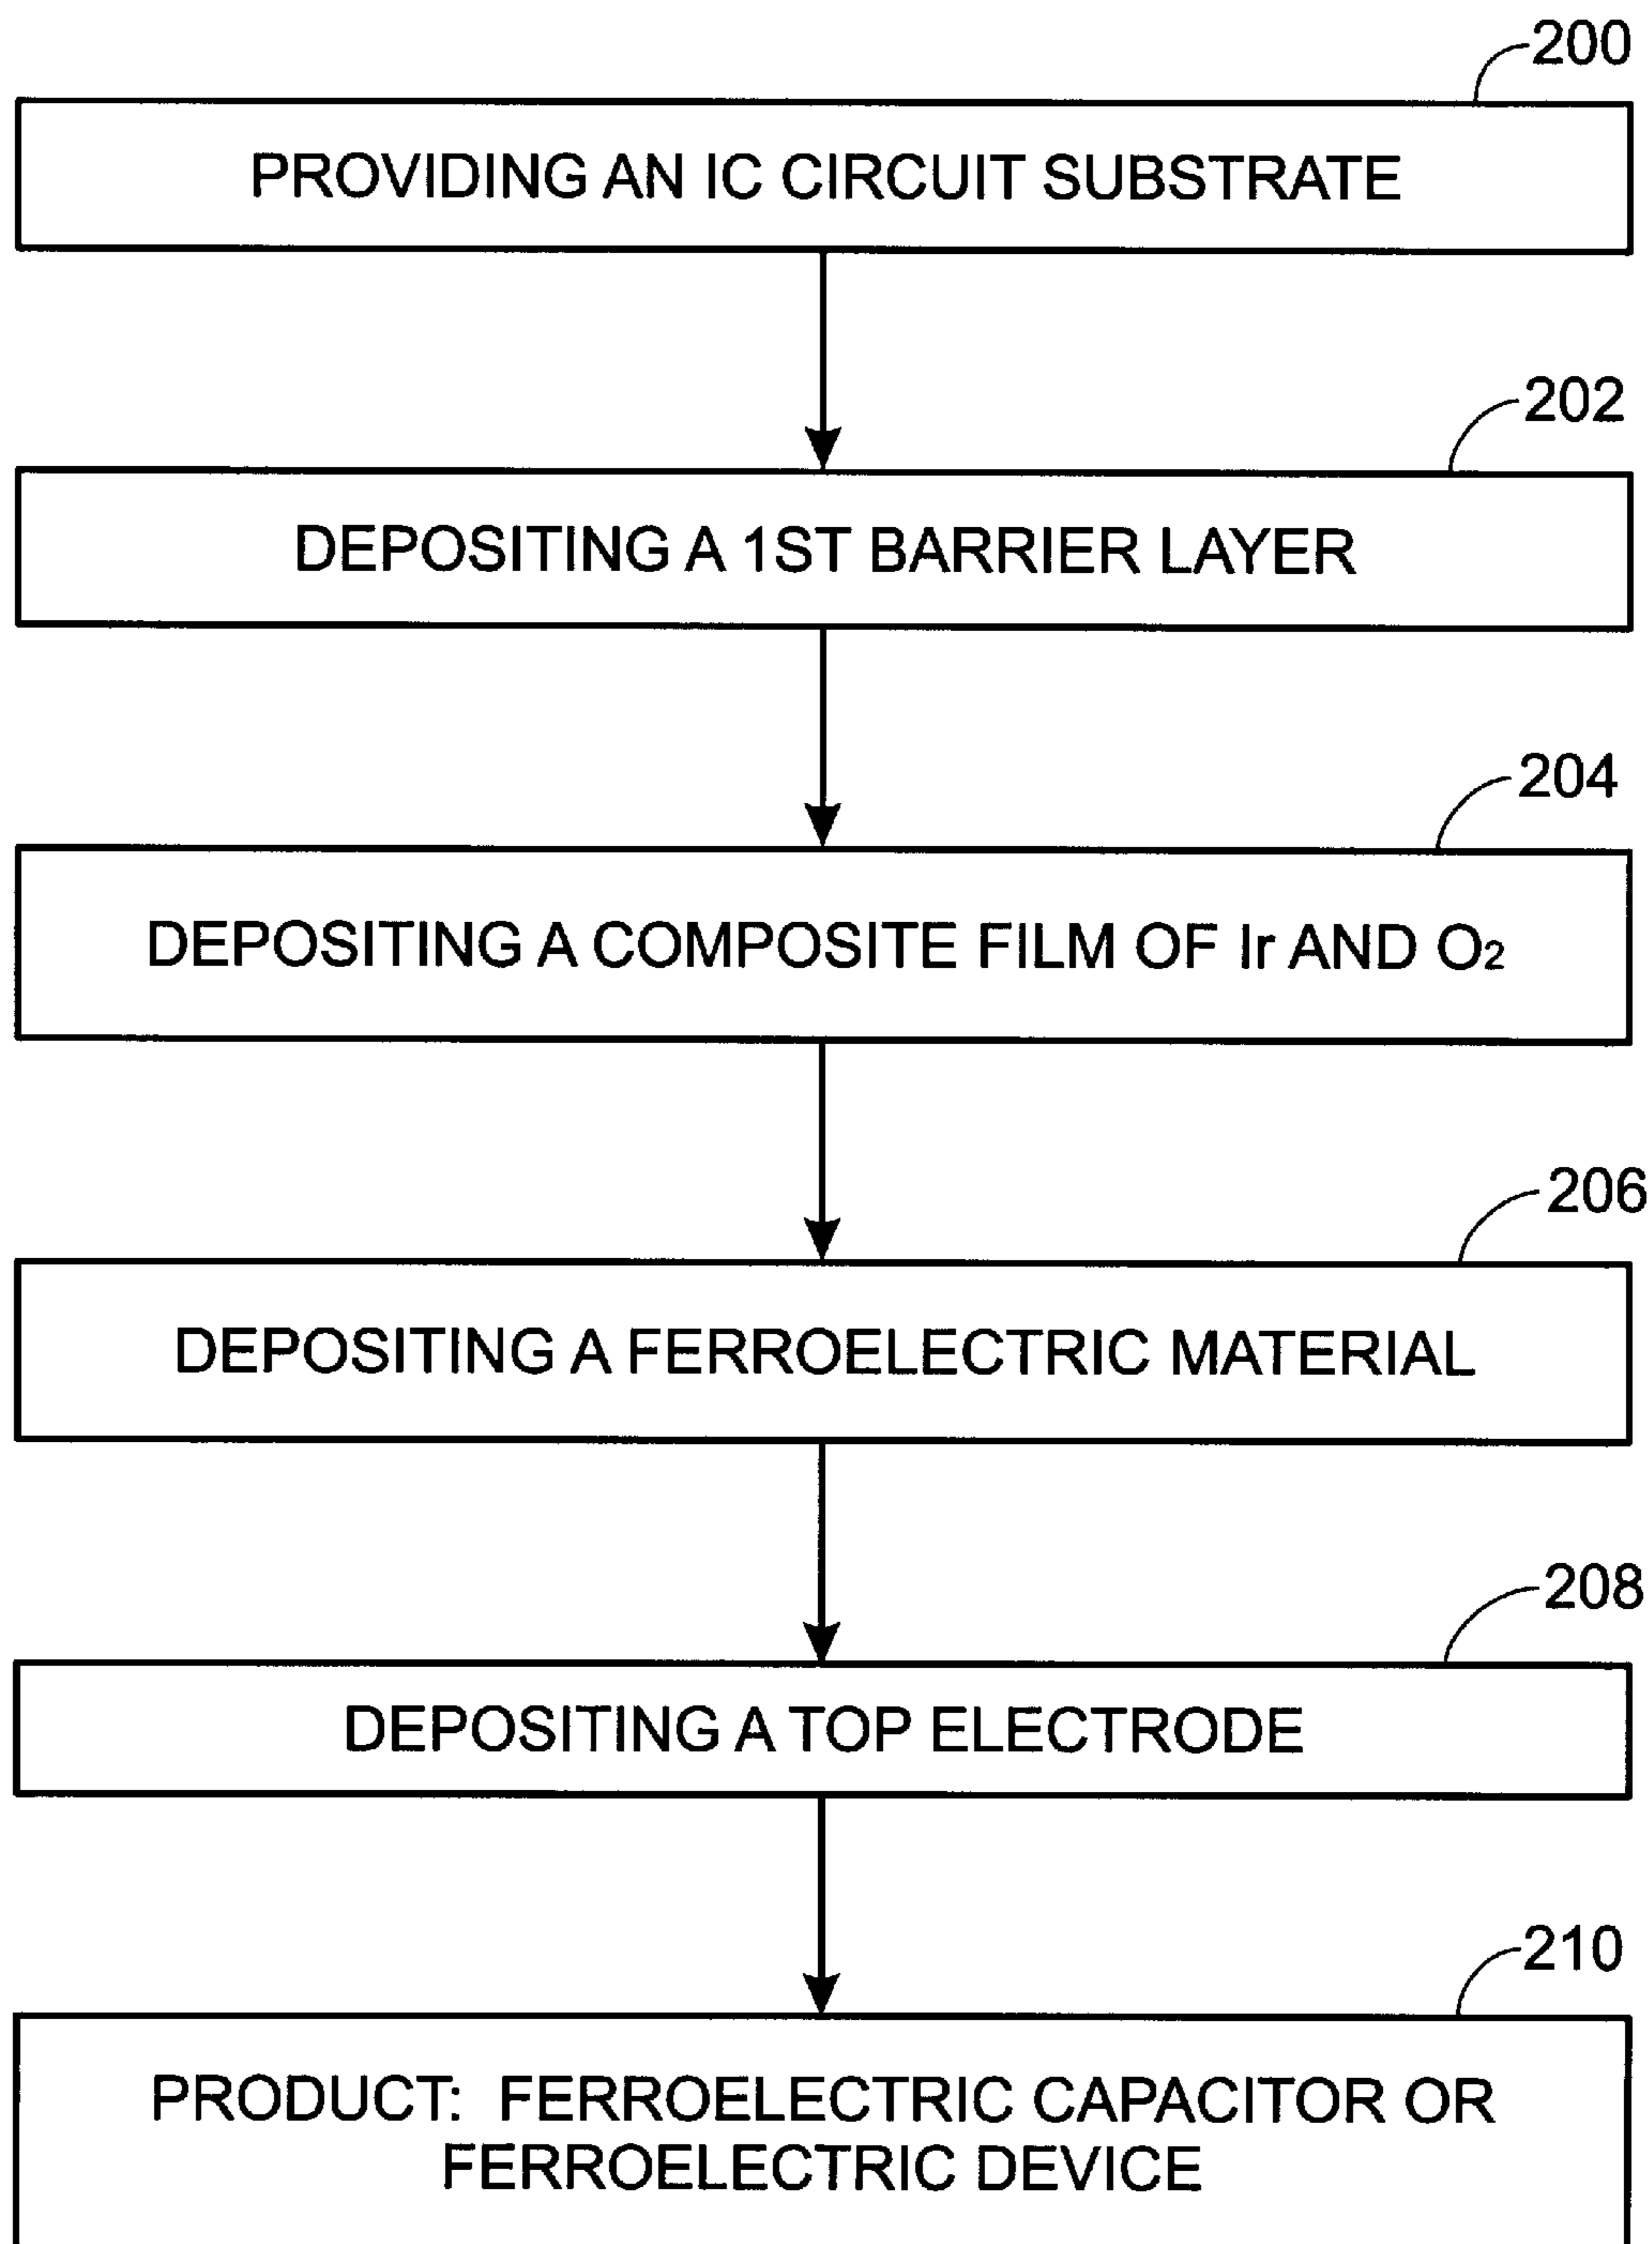 200
PROVIDING AN IC CIRCUIT SUBSTRATE
202
DEPOSITING A 1ST BARRIER LAYER
204
DEPOSITING A COMPOSITE FILM OF Ir AND O₂
206
DEPOSITING A FERROELECTRIC MATERIAL
208
DEPOSITING A TOP ELECTRODE
210
PRODUCT: FERROELECTRIC CAPACITOR OR
FERROELECTRIC DEVICE